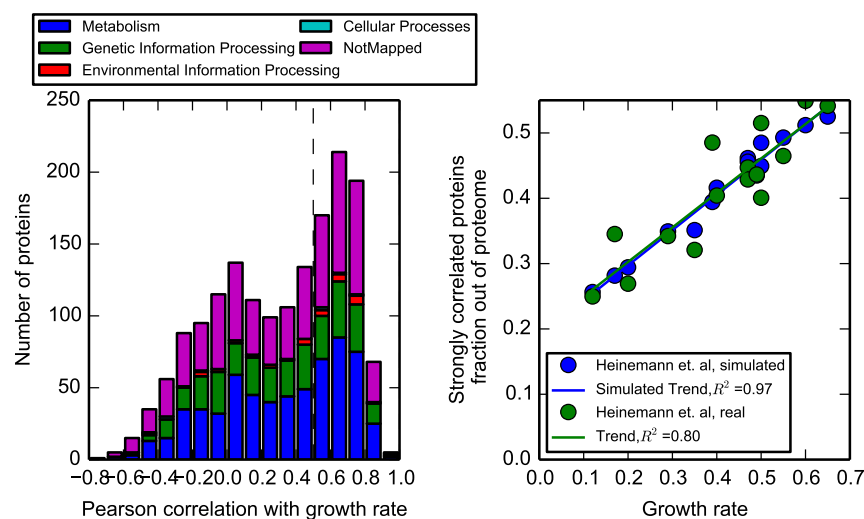 Metabolism
Genetic Information Processing
Environmental Information Processing
Cellular Processes
NotMapped
250
200
150
100
50
0
Number of proteins
−0.8 −0.6 −0.4 −0.2 0.0 0.2 0.4 0.6 0.8 1.0
Pearson correlation with growth rate
Strongly correlated proteins
fraction out of proteome
0.5
0.4
0.3
0.2
0.1
0.0
Heinemann et. al, simulated
Simulated Trend,R² =0.97
Heinemann et. al, real
Trend,R² =0.80
0.0 0.1 0.2 0.3 0.4 0.5 0.6 0.7
Growth rate